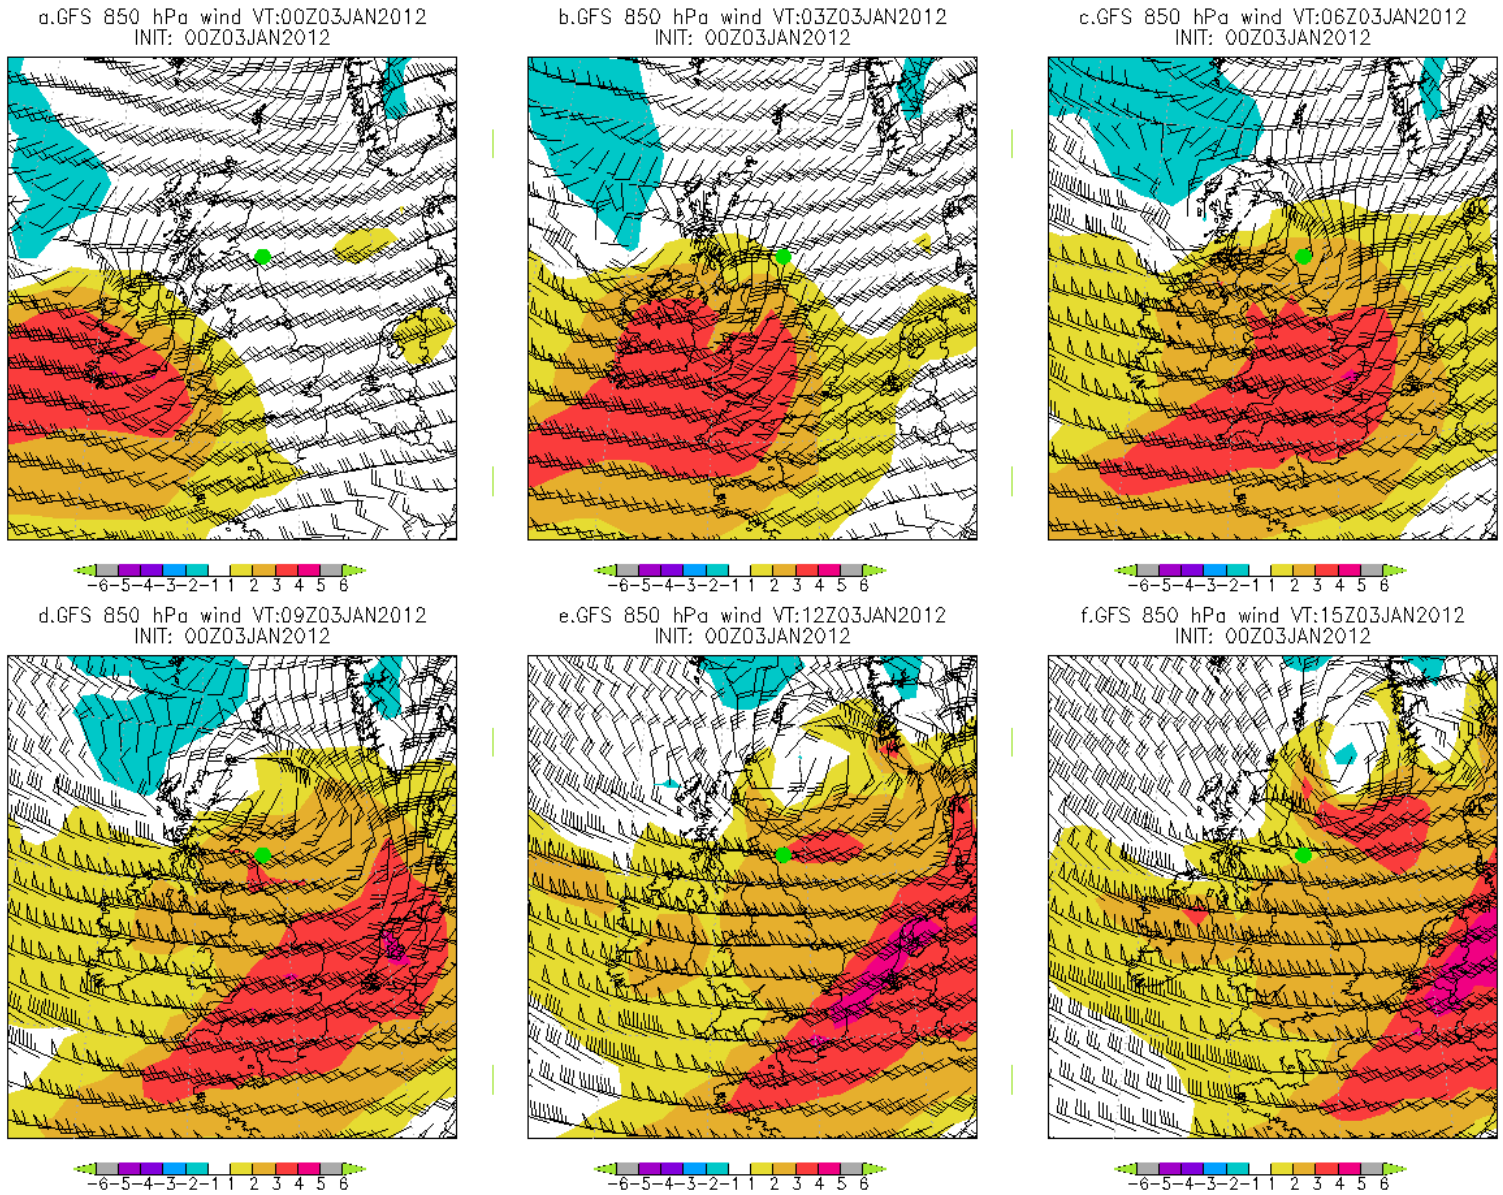 a.GFS 850 hPa wind VT:00Z03JAN2012
INIT: 00Z03JAN2012
b.GFS 850 hPa wind VT:03Z03JAN2012
INIT: 00Z03JAN2012
c.GFS 850 hPa wind VT:06Z03JAN2012
INIT: 00Z03JAN2012
-6-5-4-3-2-1 1 2 3 4 5 6
-6-5-4-3-2-1 1 2 3 4 5 6
-6-5-4-3-2-1 1 2 3 4 5 6
d.GFS 850 hPa wind VT:09Z03JAN2012
INIT: 00Z03JAN2012
e.GFS 850 hPa wind VT:12Z03JAN2012
INIT: 00Z03JAN2012
f.GFS 850 hPa wind VT:15Z03JAN2012
INIT: 00Z03JAN2012
-6-5-4-3-2-1 1 2 3 4 5 6
-6-5-4-3-2-1 1 2 3 4 5 6
-6-5-4-3-2-1 1 2 3 4 5 6